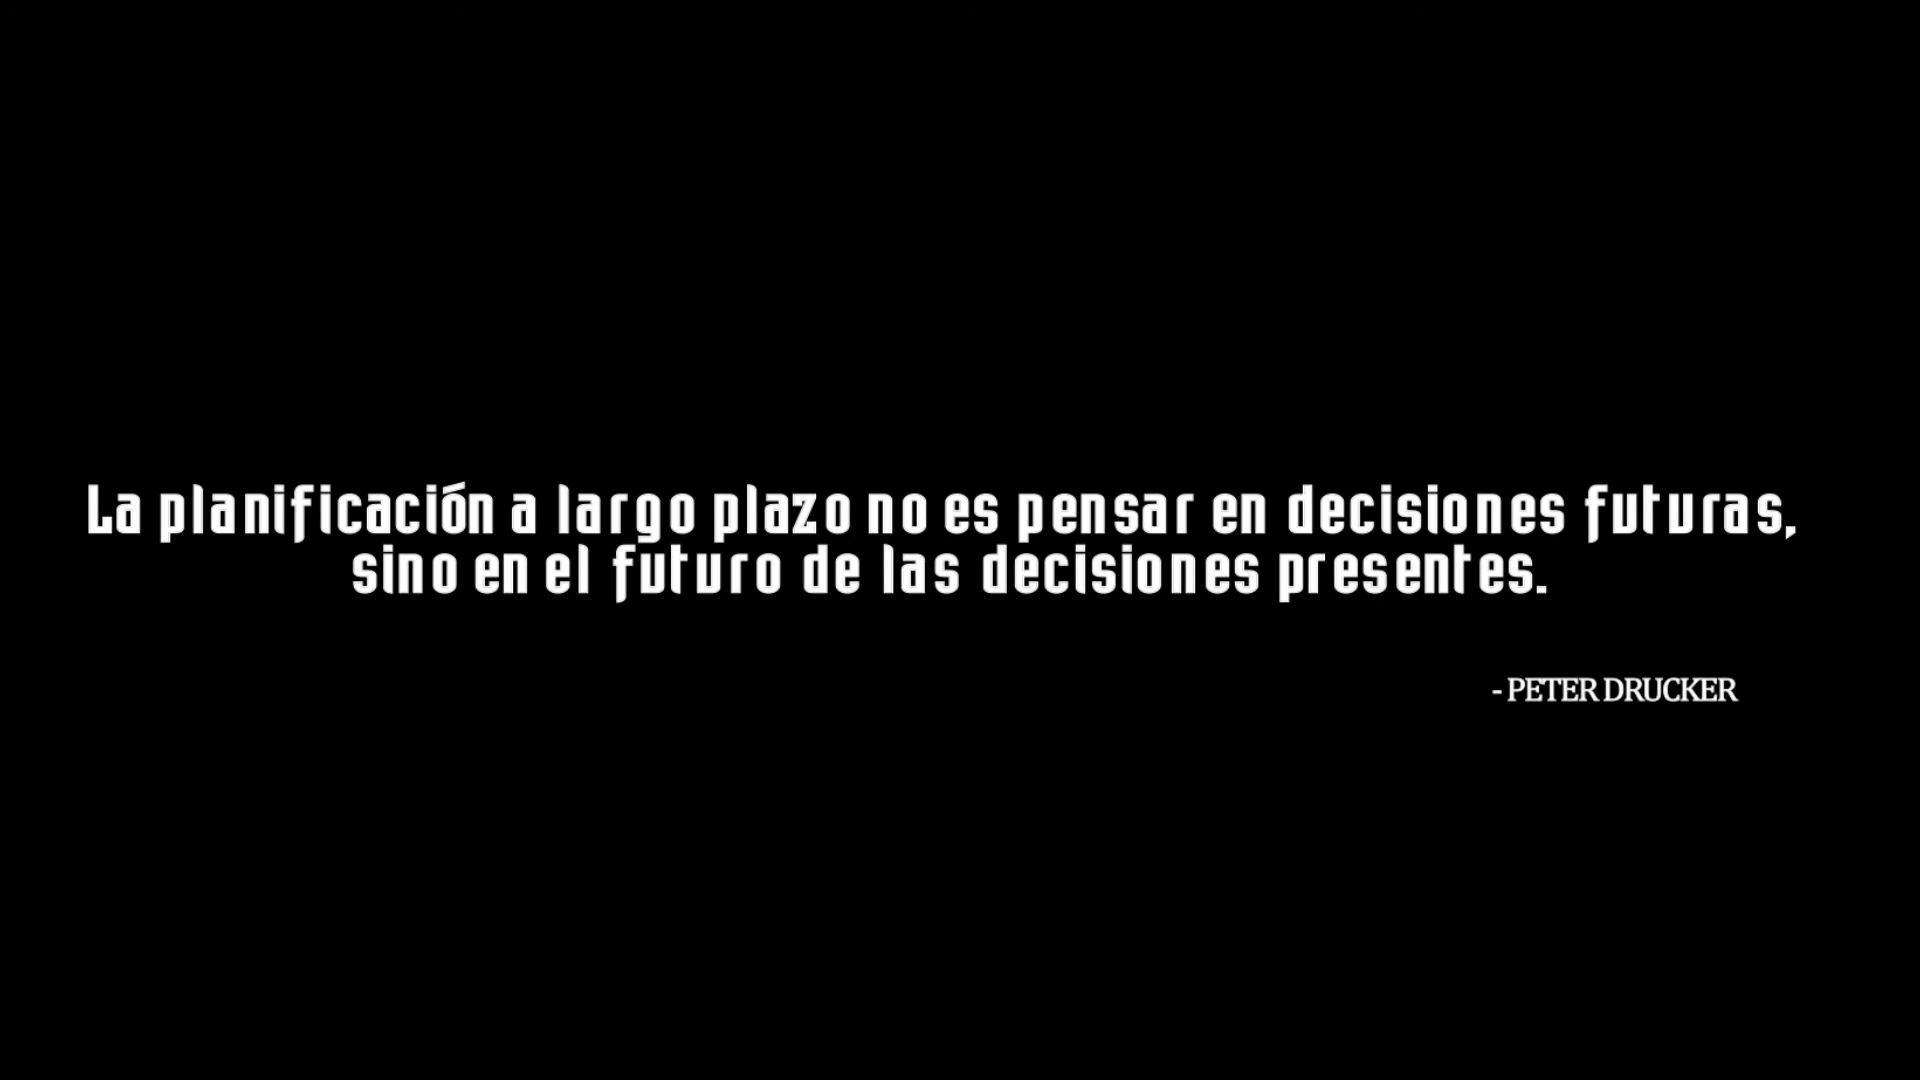 La planificación a largo plazo no es pensar en decisiones futuras,
sino en el futuro de las decisiones presentes.
- PETER DRUCKER